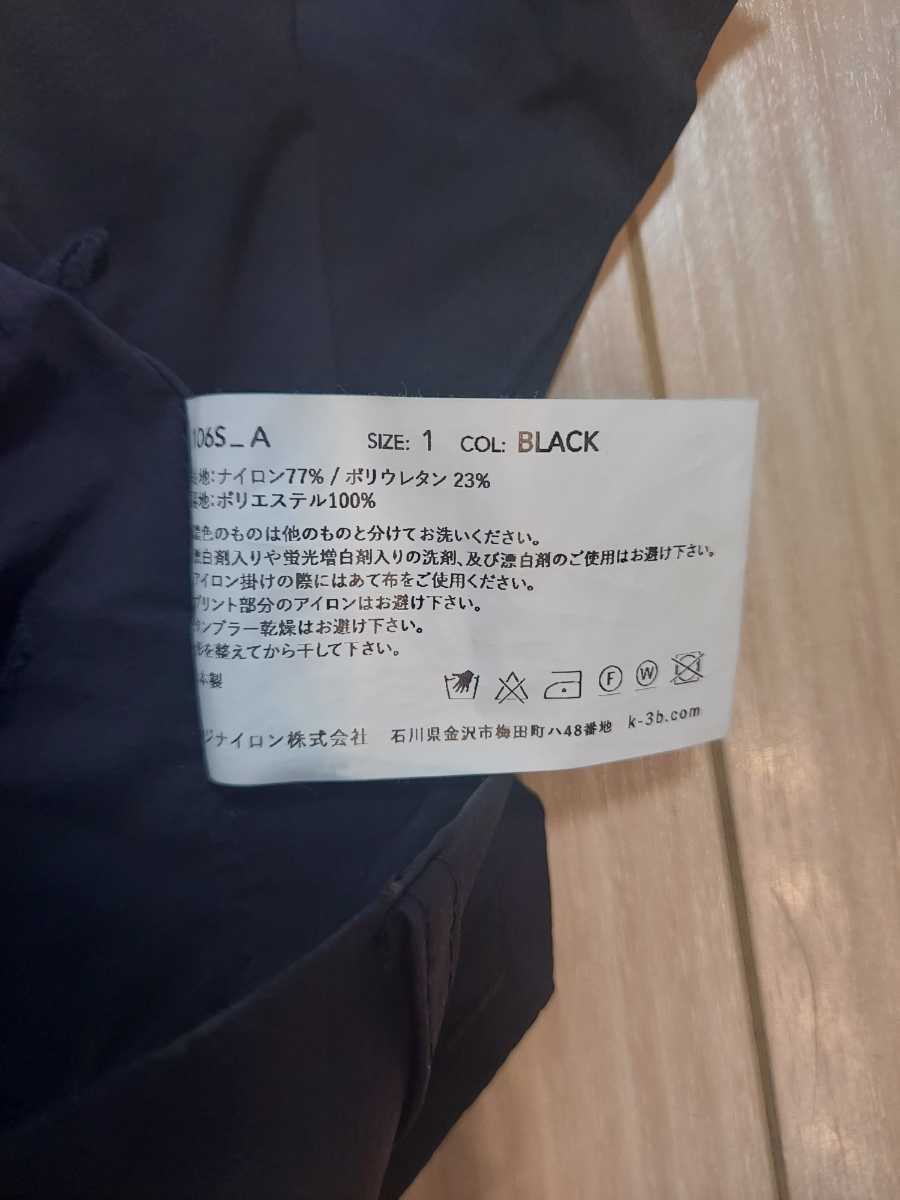 106S_A SIZE: 1 COL: BLACK
地:ナイロン77% / ポリウレタン 23%
地:ポリエステル100%
色のものは他のものと分けてお洗いください。
漂白剤入りや蛍光増白剤入りの洗剤、及び漂白剤のご使用はお避け下さい。
アイロン掛けの際にはあて布をご使用ください。
プリント部分のアイロンはお避け下さい。
タンブラー乾燥はお避け下さい。
形を整えてから干して下さい。
本製
F W
ジナイロン株式会社 石川県金沢市梅田町ハ48番地 k-3b.com